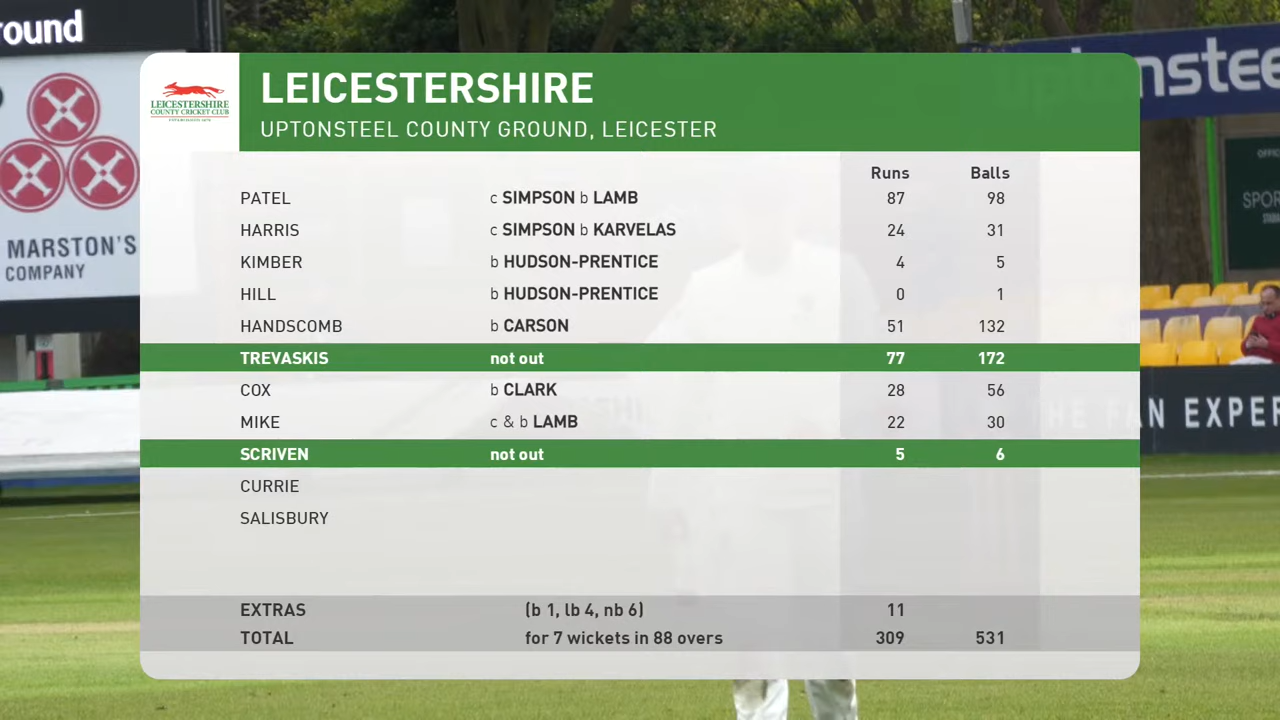 round
MARSTON'S
COMPANY
LEICESTERSHIRE
COUNTY CRICKET CLUB
LEICESTERSHIRE
UPTONSTEEL COUNTY GROUND, LEICESTER
Runs Balls
PATEL c SIMPSON b LAMB 87 98
HARRIS c SIMPSON b KARVELAS 24 31
KIMBER b HUDSON-PRENTICE 4 5
HILL b HUDSON-PRENTICE 0 1
HANDSCOMB b CARSON 51 132
TREVASKIS not out 77 172
COX b CLARK 28 56
MIKE c & b LAMB 22 30
SCRIVEN not out 5 6
CURRIE
SALISBURY
EXTRAS (b 1, lb 4, nb 6) 11
TOTAL for 7 wickets in 88 overs 309 531
uptonstee
OFFIC
SPOR
THE FAN EXPER